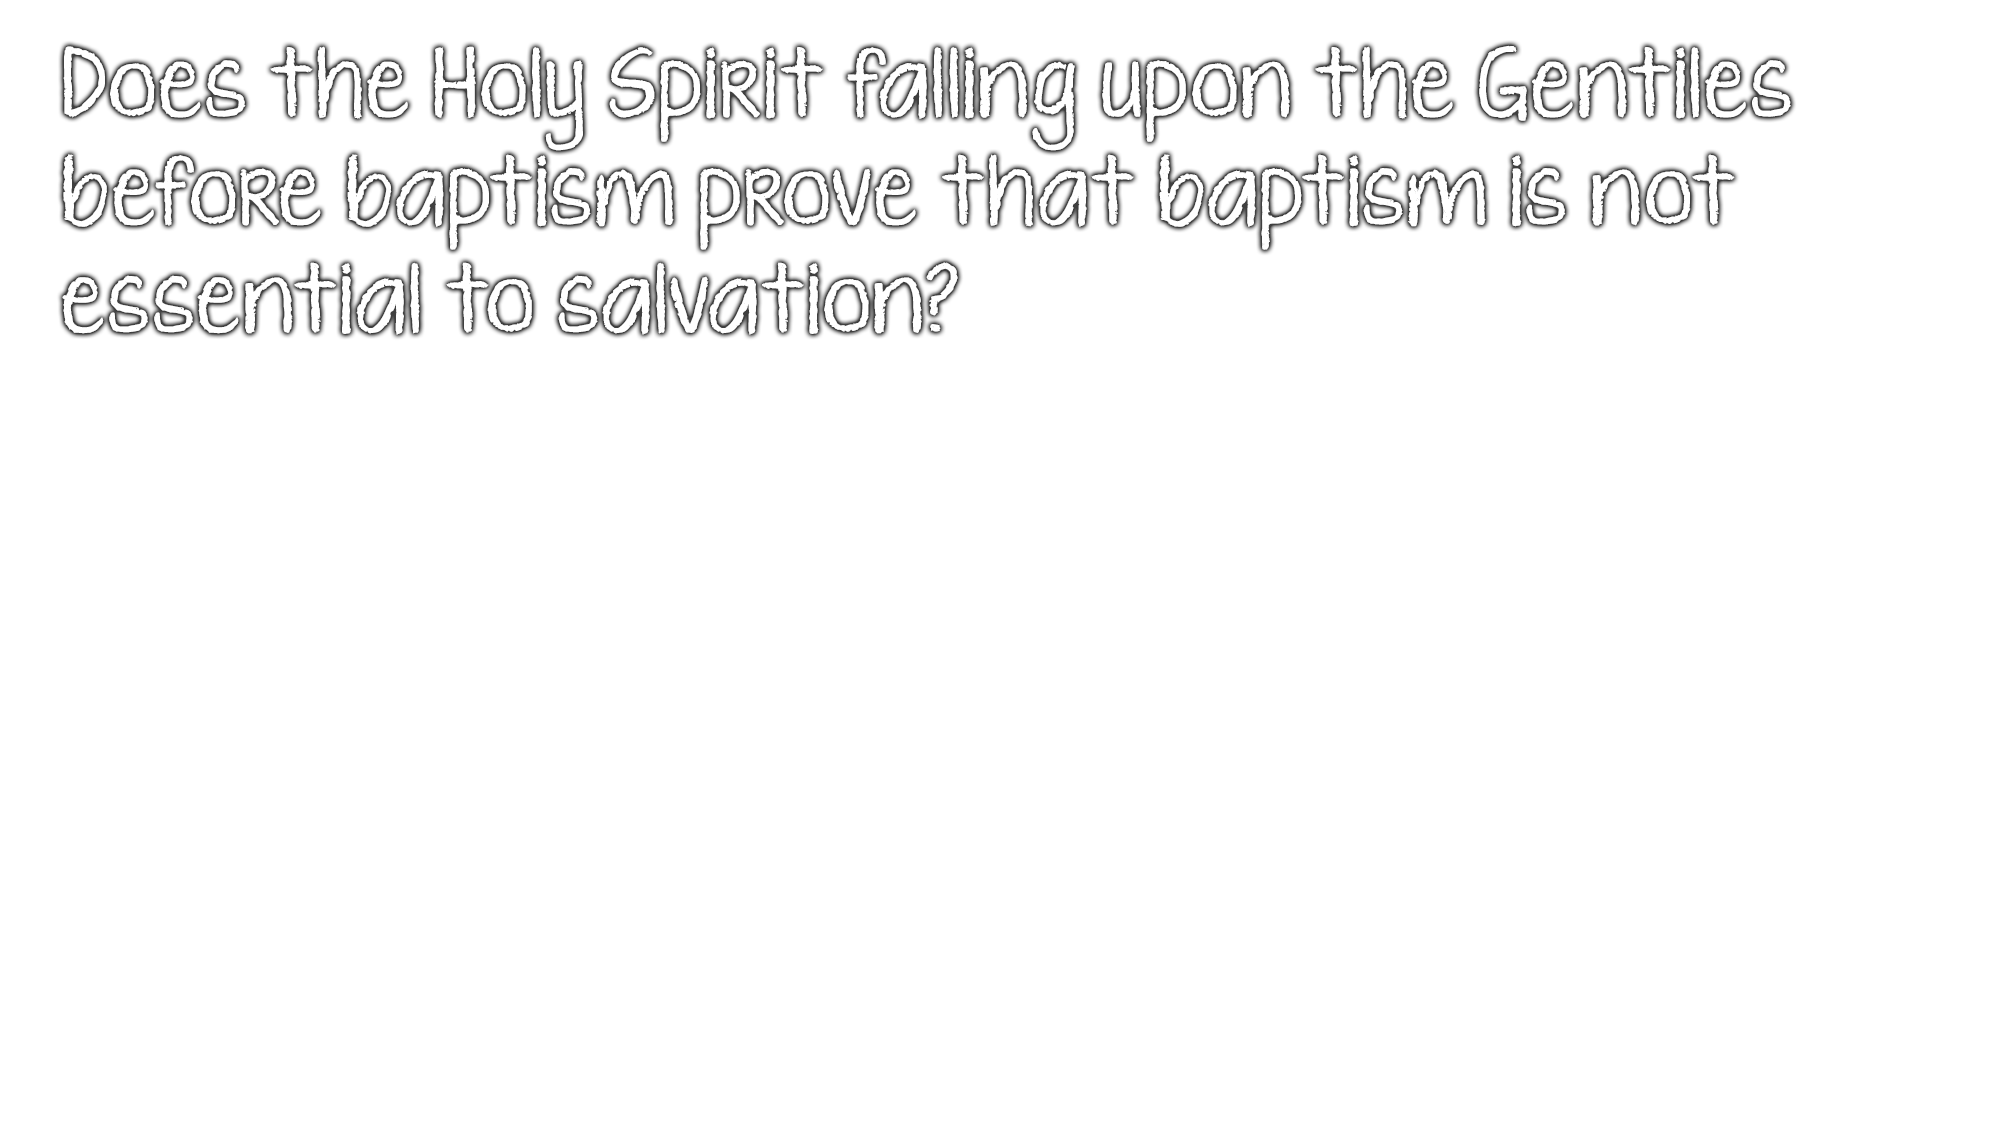 Does the Holy Spirit falling upon the Gentiles
before baptism prove that baptism is not
essential to salvation?